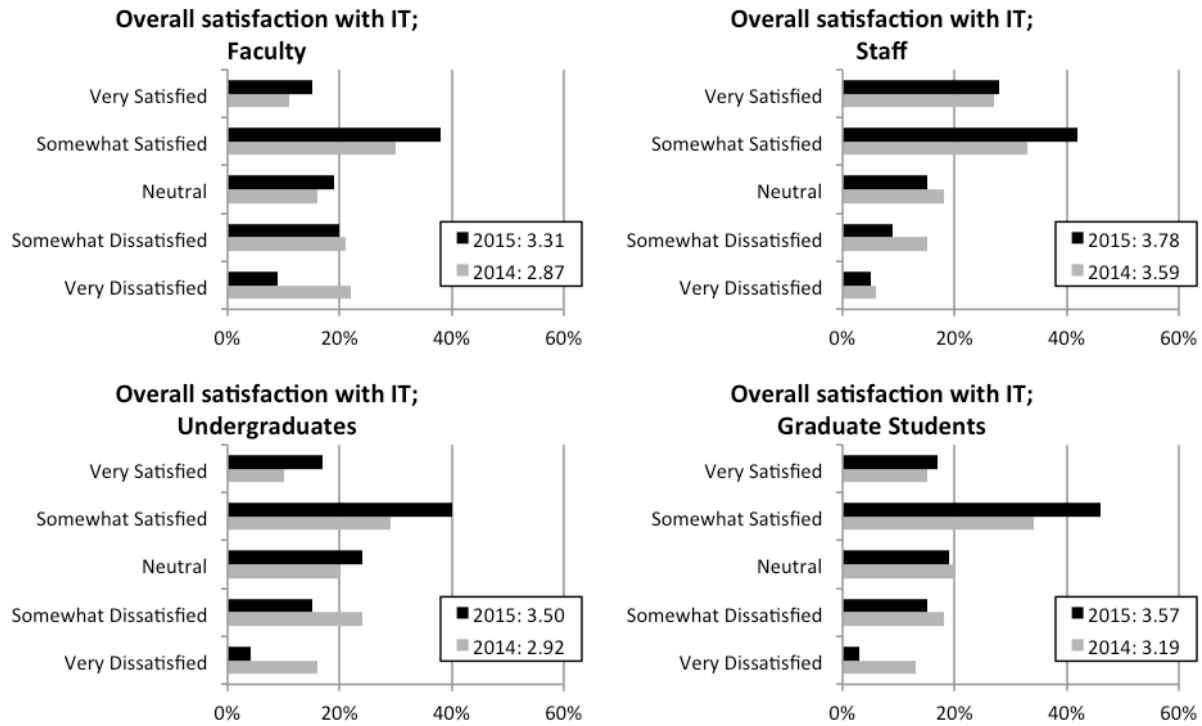 Overall satisfaction with IT;
Faculty
Very Satisfied
Somewhat Satisfied
Neutral
Somewhat Dissatisfied
Very Dissatisfied
2015: 3.31
2014: 2.87
0% 20% 40% 60%
Overall satisfaction with IT;
Staff
Very Satisfied
Somewhat Satisfied
Neutral
Somewhat Dissatisfied
Very Dissatisfied
2015: 3.78
2014: 3.59
0% 20% 40% 60%
Overall satisfaction with IT;
Undergraduates
Very Satisfied
Somewhat Satisfied
Neutral
Somewhat Dissatisfied
Very Dissatisfied
2015: 3.50
2014: 2.92
0% 20% 40% 60%
Overall satisfaction with IT;
Graduate Students
Very Satisfied
Somewhat Satisfied
Neutral
Somewhat Dissatisfied
Very Dissatisfied
2015: 3.57
2014: 3.19
0% 20% 40% 60%